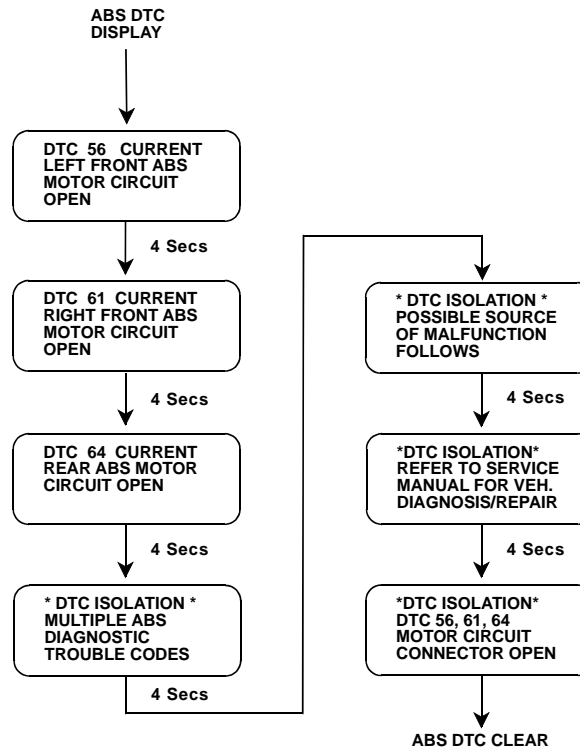 ABS DTC
DISPLAY
DTC 56 CURRENT
LEFT FRONT ABS
MOTOR CIRCUIT
OPEN
4 Secs
DTC 61 CURRENT
RIGHT FRONT ABS
MOTOR CIRCUIT
OPEN
4 Secs
DTC 64 CURRENT
REAR ABS MOTOR
CIRCUIT OPEN
4 Secs
* DTC ISOLATION *
MULTIPLE ABS
DIAGNOSTIC
TROUBLE CODES
4 Secs
* DTC ISOLATION *
POSSIBLE SOURCE
OF MALFUNCTION
FOLLOWS
4 Secs
*DTC ISOLATION*
REFER TO SERVICE
MANUAL FOR VEH.
DIAGNOSIS/REPAIR
4 Secs
*DTC ISOLATION*
DTC 56, 61, 64
MOTOR CIRCUIT
CONNECTOR OPEN
ABS DTC CLEAR